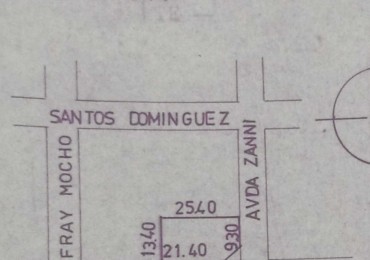 SANTOS DOMINGUEZ
FRAY MOCHO
AVDA ZANNI
25.40
13.40
9.30
21.40